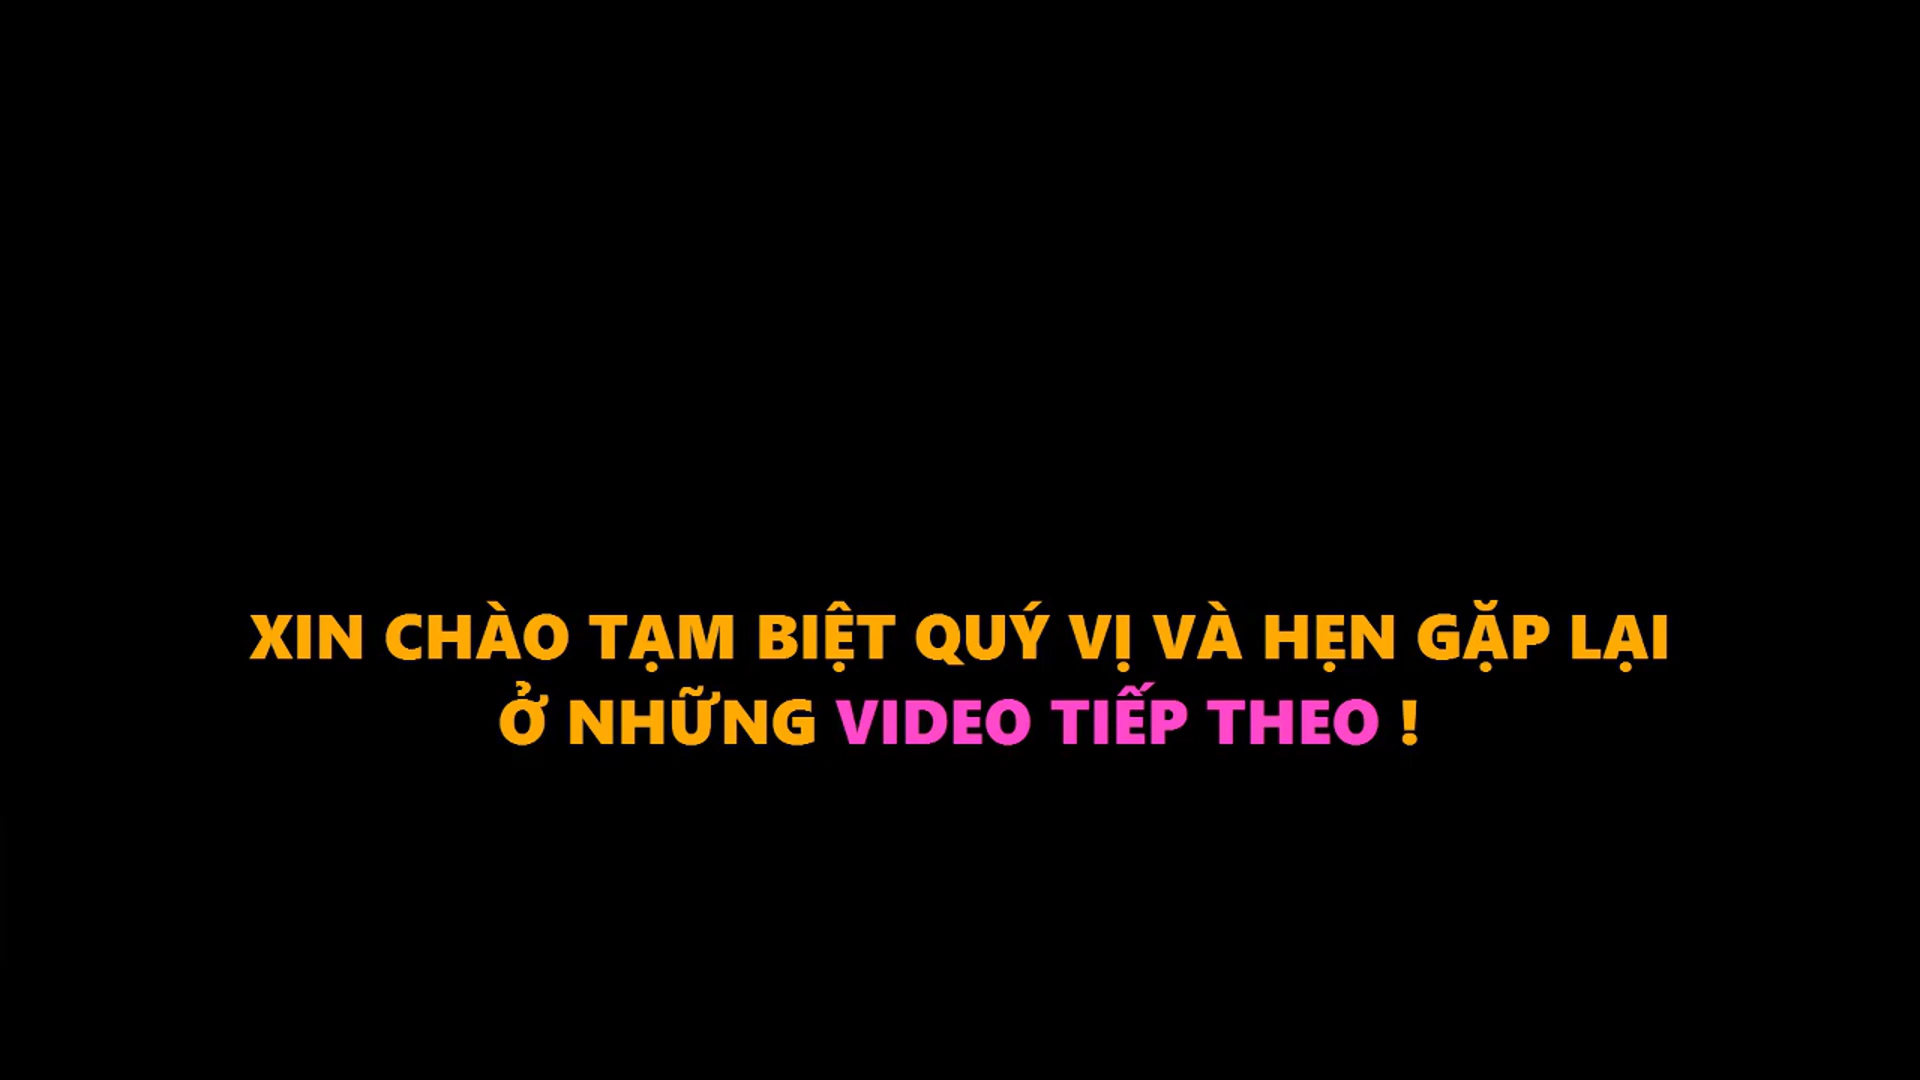 XIN CHÀO TẠM BIỆT QUÝ VỊ VÀ HẸN GẶP LẠI
Ở NHỮNG VIDEO TIẾP THEO !